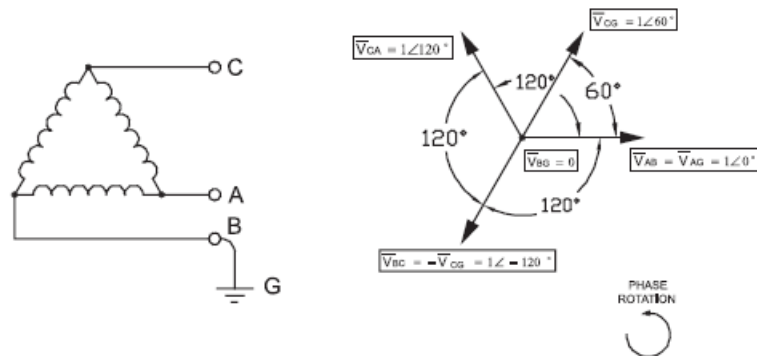 C
A
B
G
V̅CA = 1∠120°
V̅CG = 1∠60°
120°
60°
120°
V̅BG = 0
V̅AB = V̅AG = 1∠0°
120°
V̅BC = -V̅CG = 1∠-120°
PHASE
ROTATION